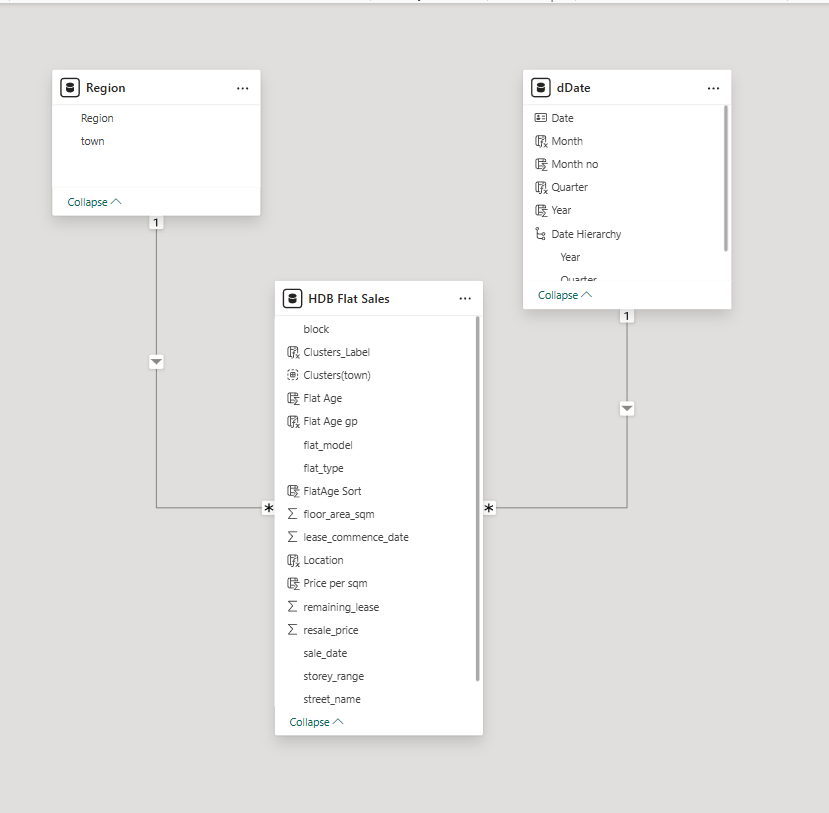 Region
Region
town
Collapse
1
dDate
Date
Month
Month no
Quarter
Year
Date Hierarchy
Year
Quarter
Collapse
1
HDB Flat Sales
block
Clusters_Label
Clusters(town)
Flat Age
Flat Age gp
flat_model
flat_type
FlatAge Sort
floor_area_sqm
lease_commence_date
Location
Price per sqm
remaining_lease
resale_price
sale_date
storey_range
street_name
Collapse
*
*